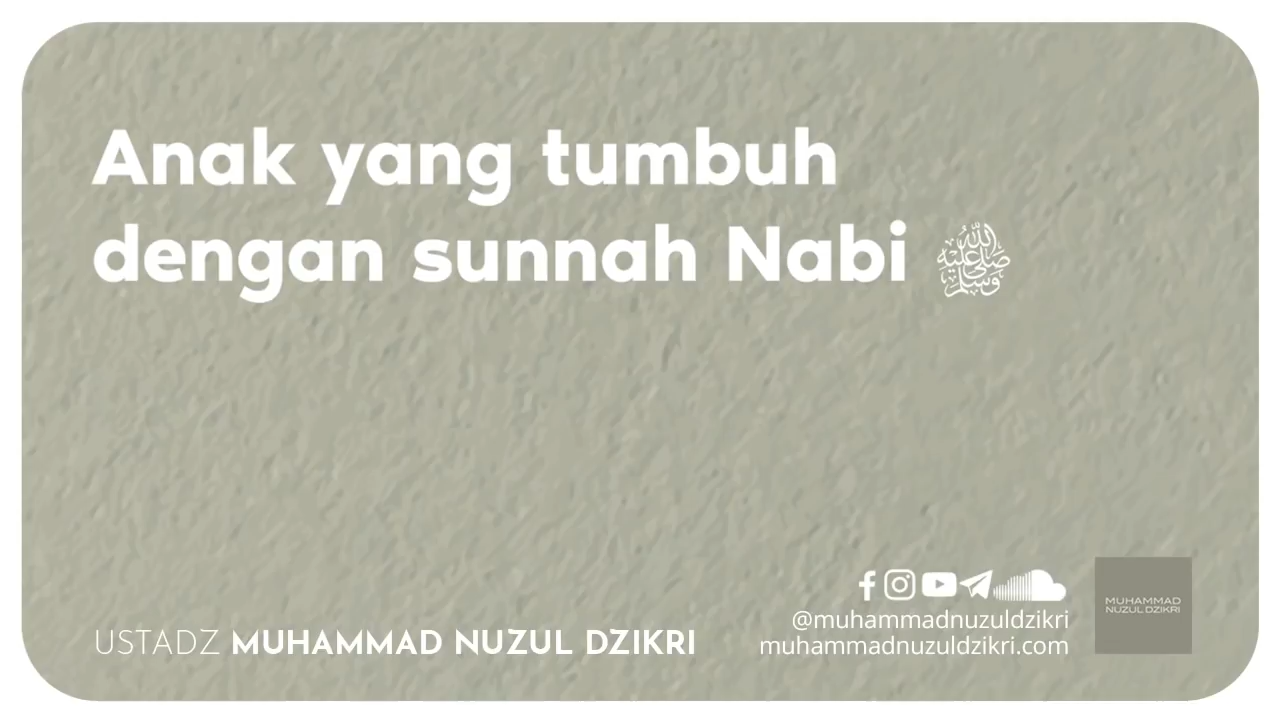 Anak yang tumbuh
dengan sunnah Nabi ﷺ
USTADZ MUHAMMAD NUZUL DZIKRI
@muhammadnuzuldzikri
muhammadnuzuldzikri.com
MUHAMMAD
NUZUL DZIKRI